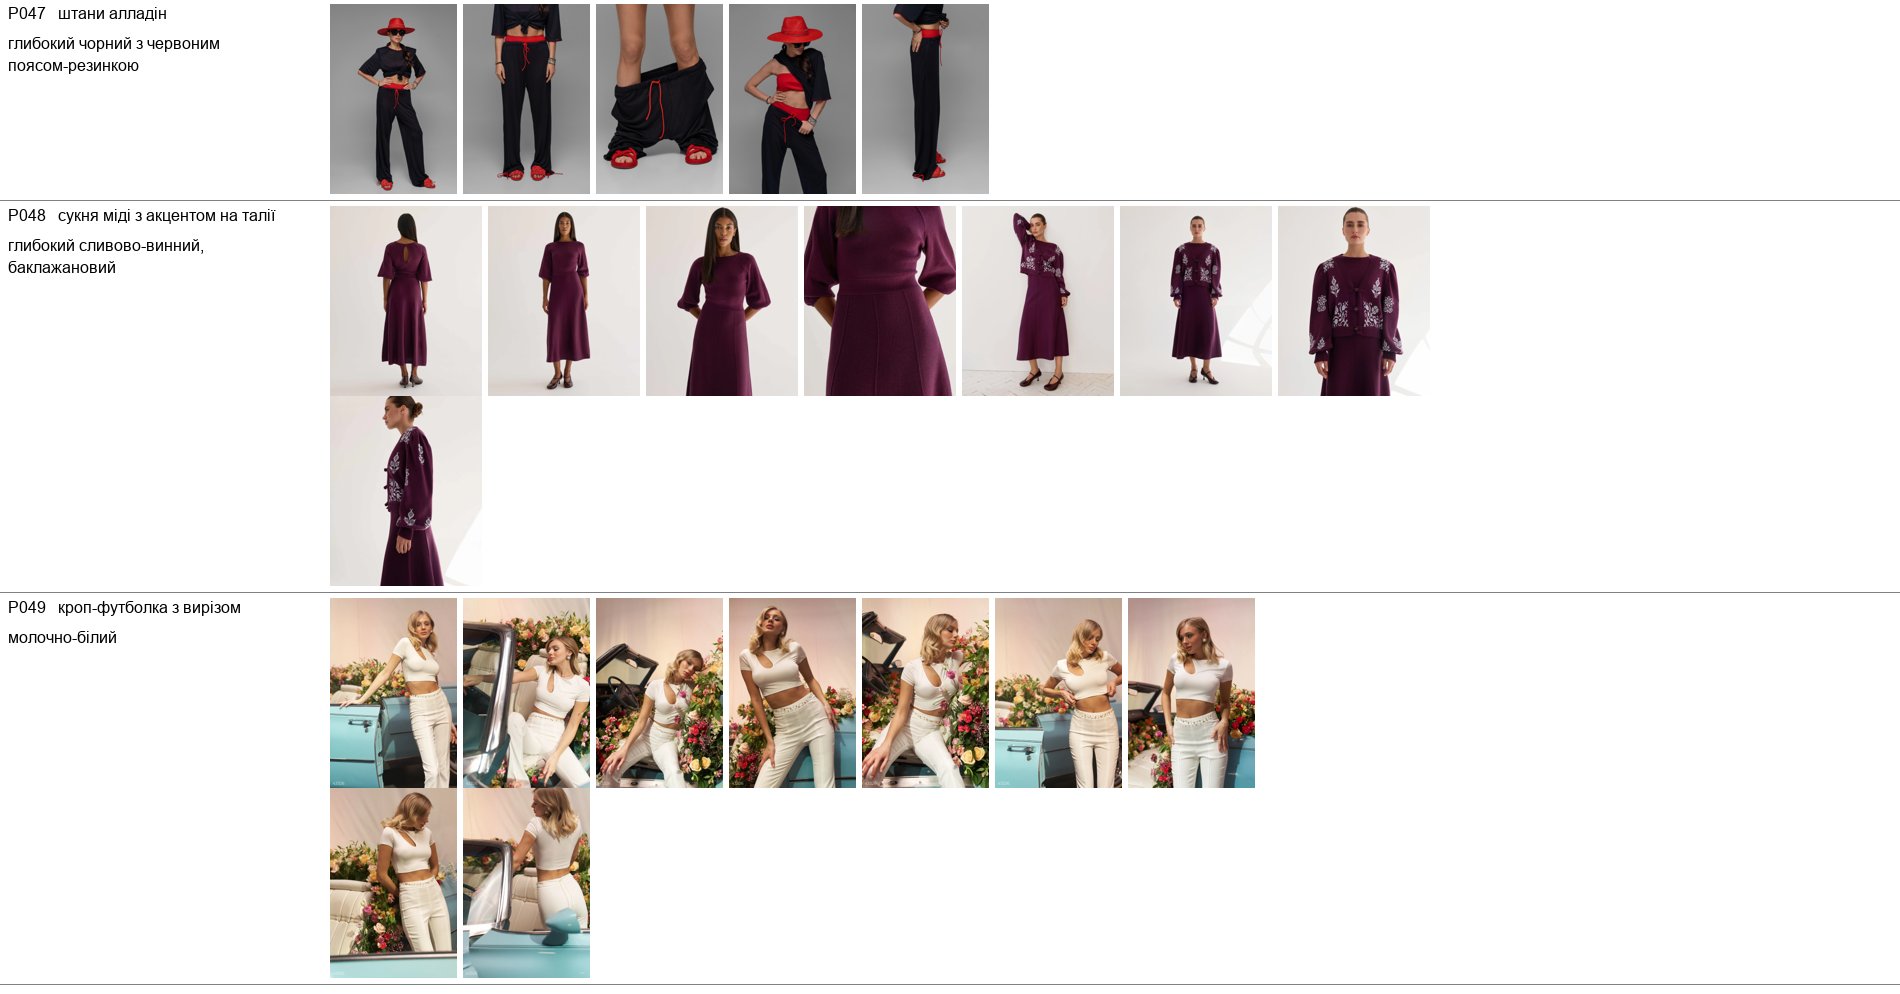 P047 штани алладін
глибокий чорний з червоним
поясом-резинкою
P048 сукня міді з акцентом на талії
глибокий сливово-винний,
баклажановий
P049 кроп-футболка з вирізом
молочно-білий